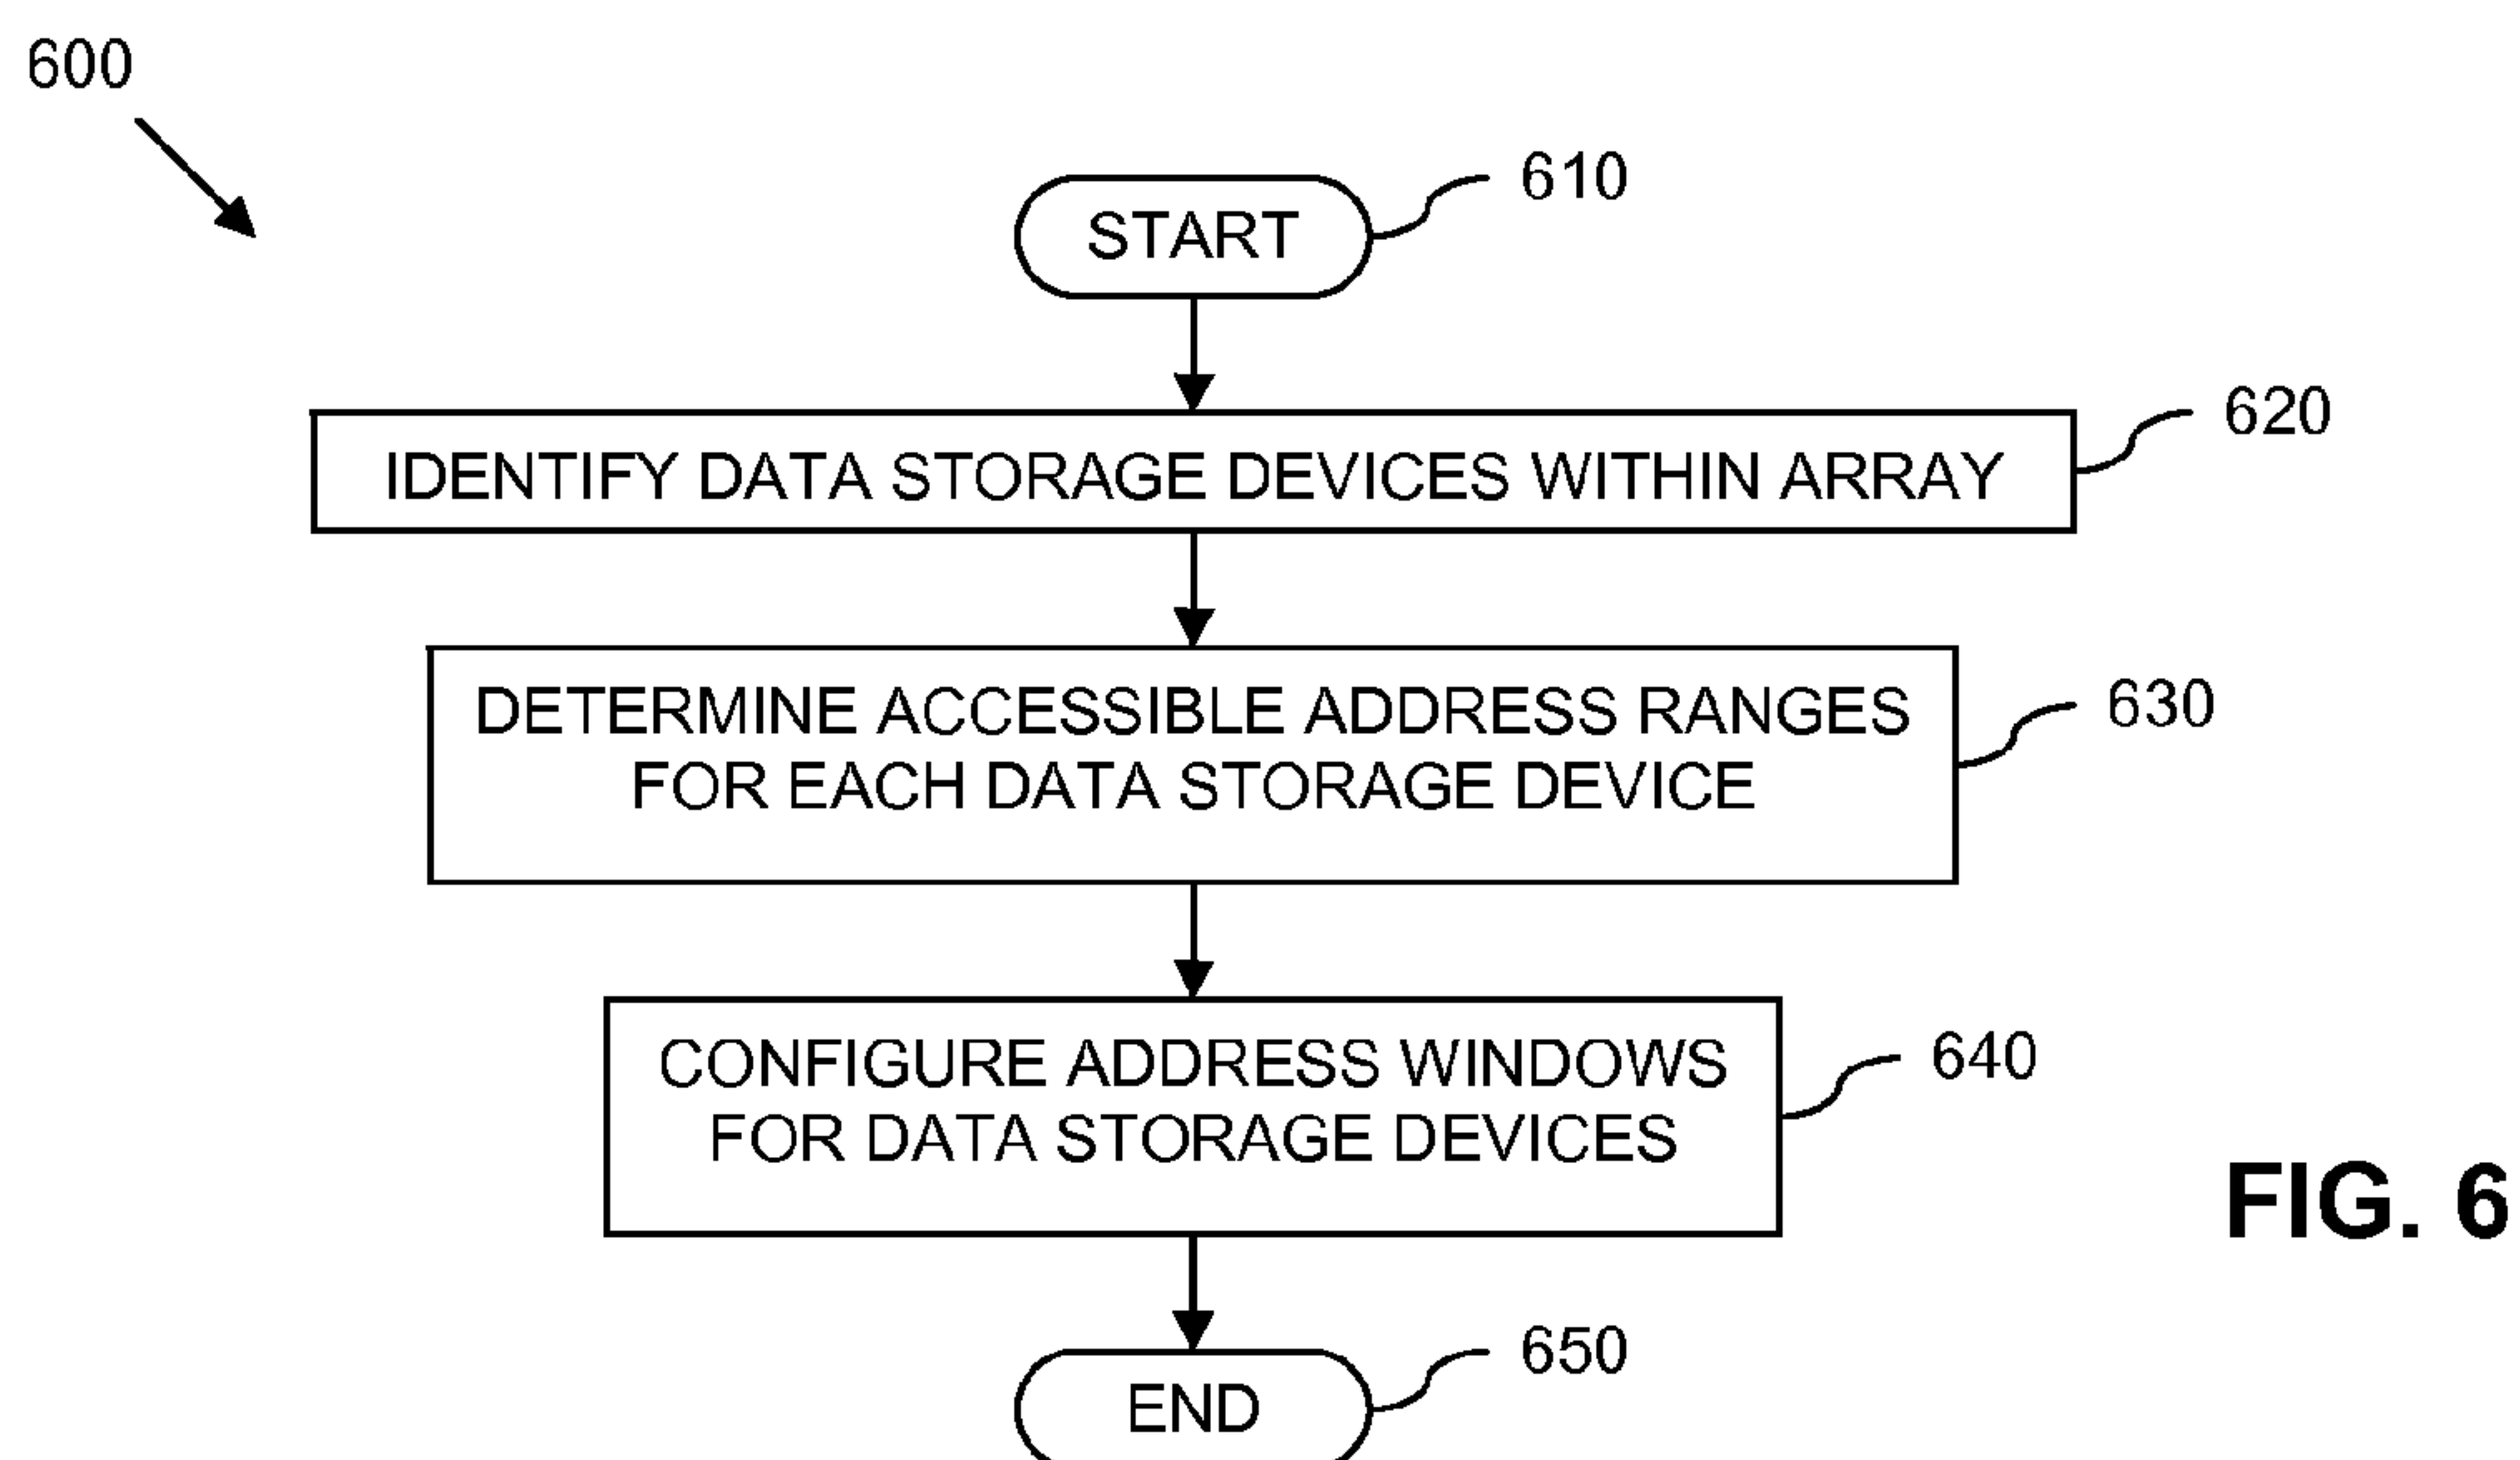 600
610
START
620
IDENTIFY DATA STORAGE DEVICES WITHIN ARRAY
630
DETERMINE ACCESSIBLE ADDRESS RANGES
FOR EACH DATA STORAGE DEVICE
640
CONFIGURE ADDRESS WINDOWS
FOR DATA STORAGE DEVICES
FIG. 6
650
END